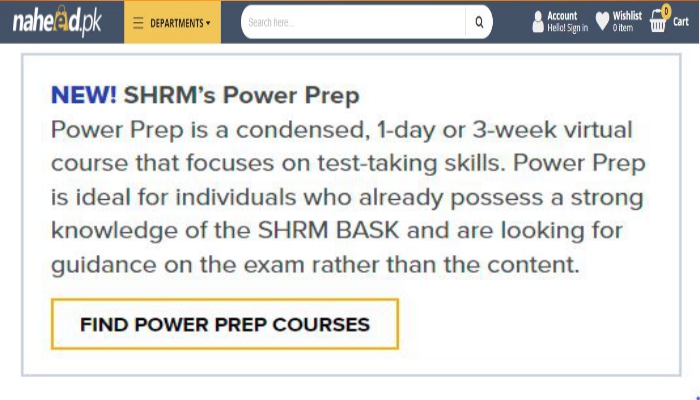 naheed.pk
DEPARTMENTS
Search here...
Account
Hello! Sign in
Wishlist
0 item
0
Cart
NEW! SHRM's Power Prep
Power Prep is a condensed, 1-day or 3-week virtual
course that focuses on test-taking skills. Power Prep
is ideal for individuals who already possess a strong
knowledge of the SHRM BASK and are looking for
guidance on the exam rather than the content.
FIND POWER PREP COURSES